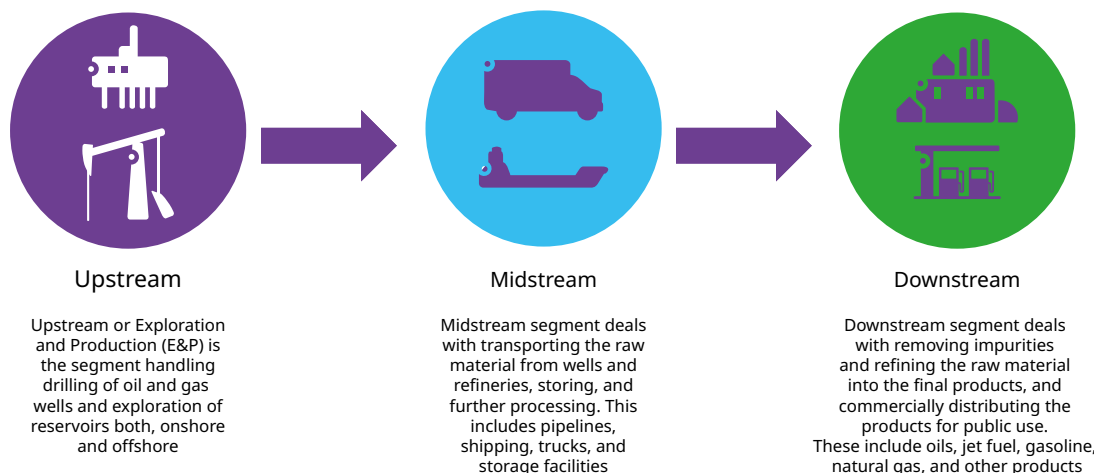 Upstream
Upstream or Exploration
and Production (E&P) is
the segment handling
drilling of oil and gas
wells and exploration of
reservoirs both, onshore
and offshore
Midstream
Midstream segment deals
with transporting the raw
material from wells and
refineries, storing, and
further processing. This
includes pipelines,
shipping, trucks, and
storage facilities
Downstream
Downstream segment deals
with removing impurities
and refining the raw material
into the final products, and
commercially distributing the
products for public use.
These include oils, jet fuel, gasoline,
natural gas, and other products